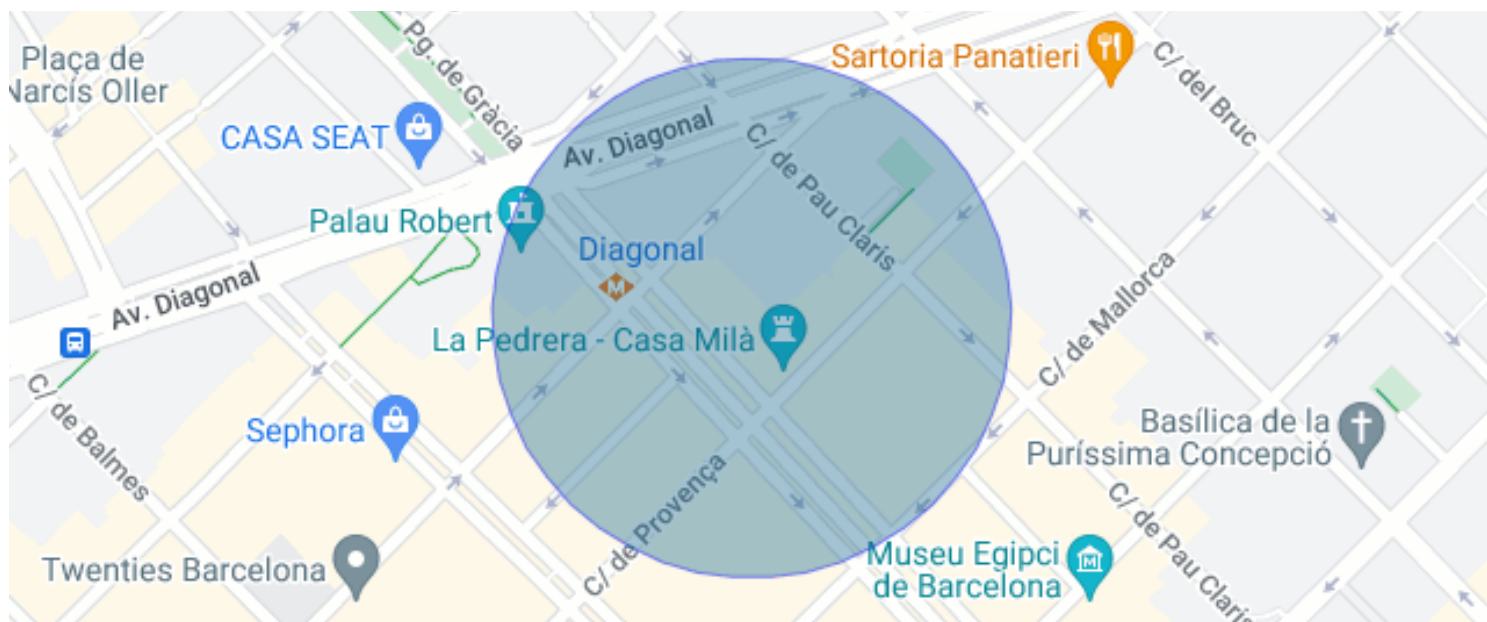 Plaça de
Narcís Oller
Pg. de Gràcia
Sartoria Panatieri
C/ del Bruc
CASA SEAT
Av. Diagonal
C/ de Pau Claris
Palau Robert
Diagonal
M
Av. Diagonal
La Pedrera - Casa Milà
C/ de Mallorca
C/ de Balmes
Sephora
Basílica de la
Puríssima Concepció
C/ de Provença
C/ de Pau Claris
Twenties Barcelona
Museu Egipci
de Barcelona
M